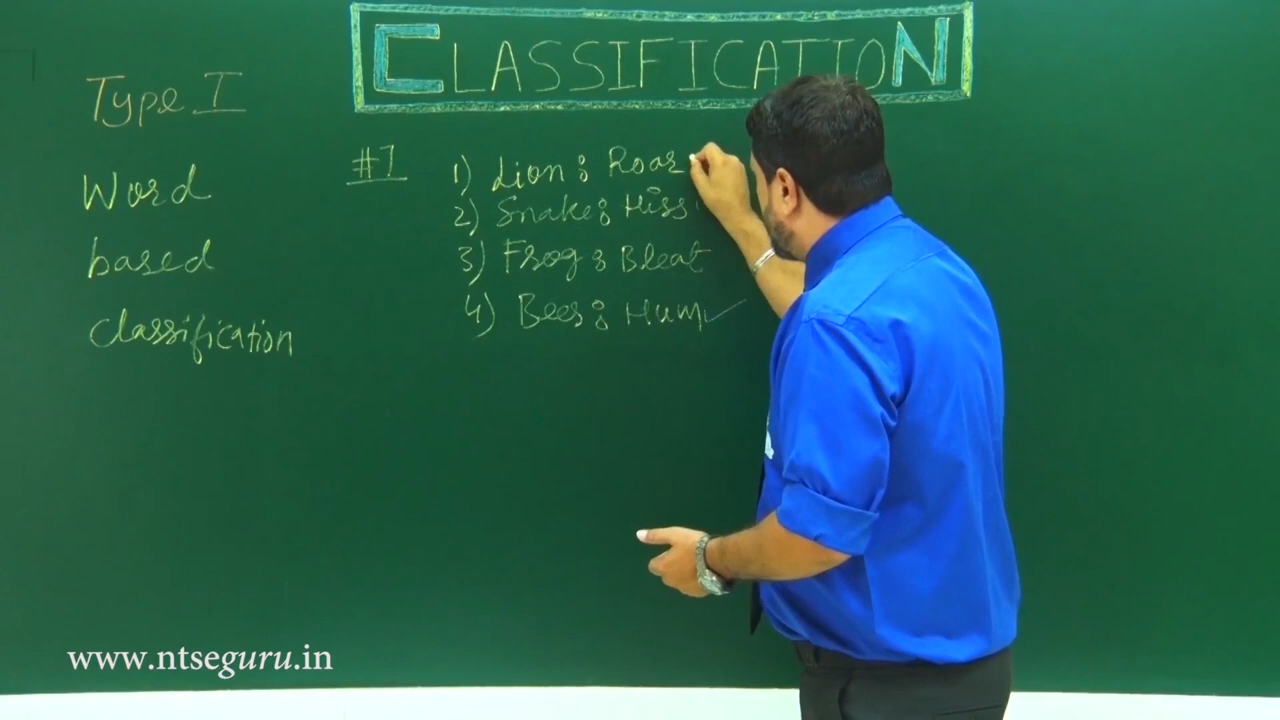 CLASSIFICATION
Type I
Word
based
classification
#1
1) Lion : Roar
2) Snake : Hiss
3) Frog : Bleat
4) Bees : Hum ✓
www.ntseguru.in